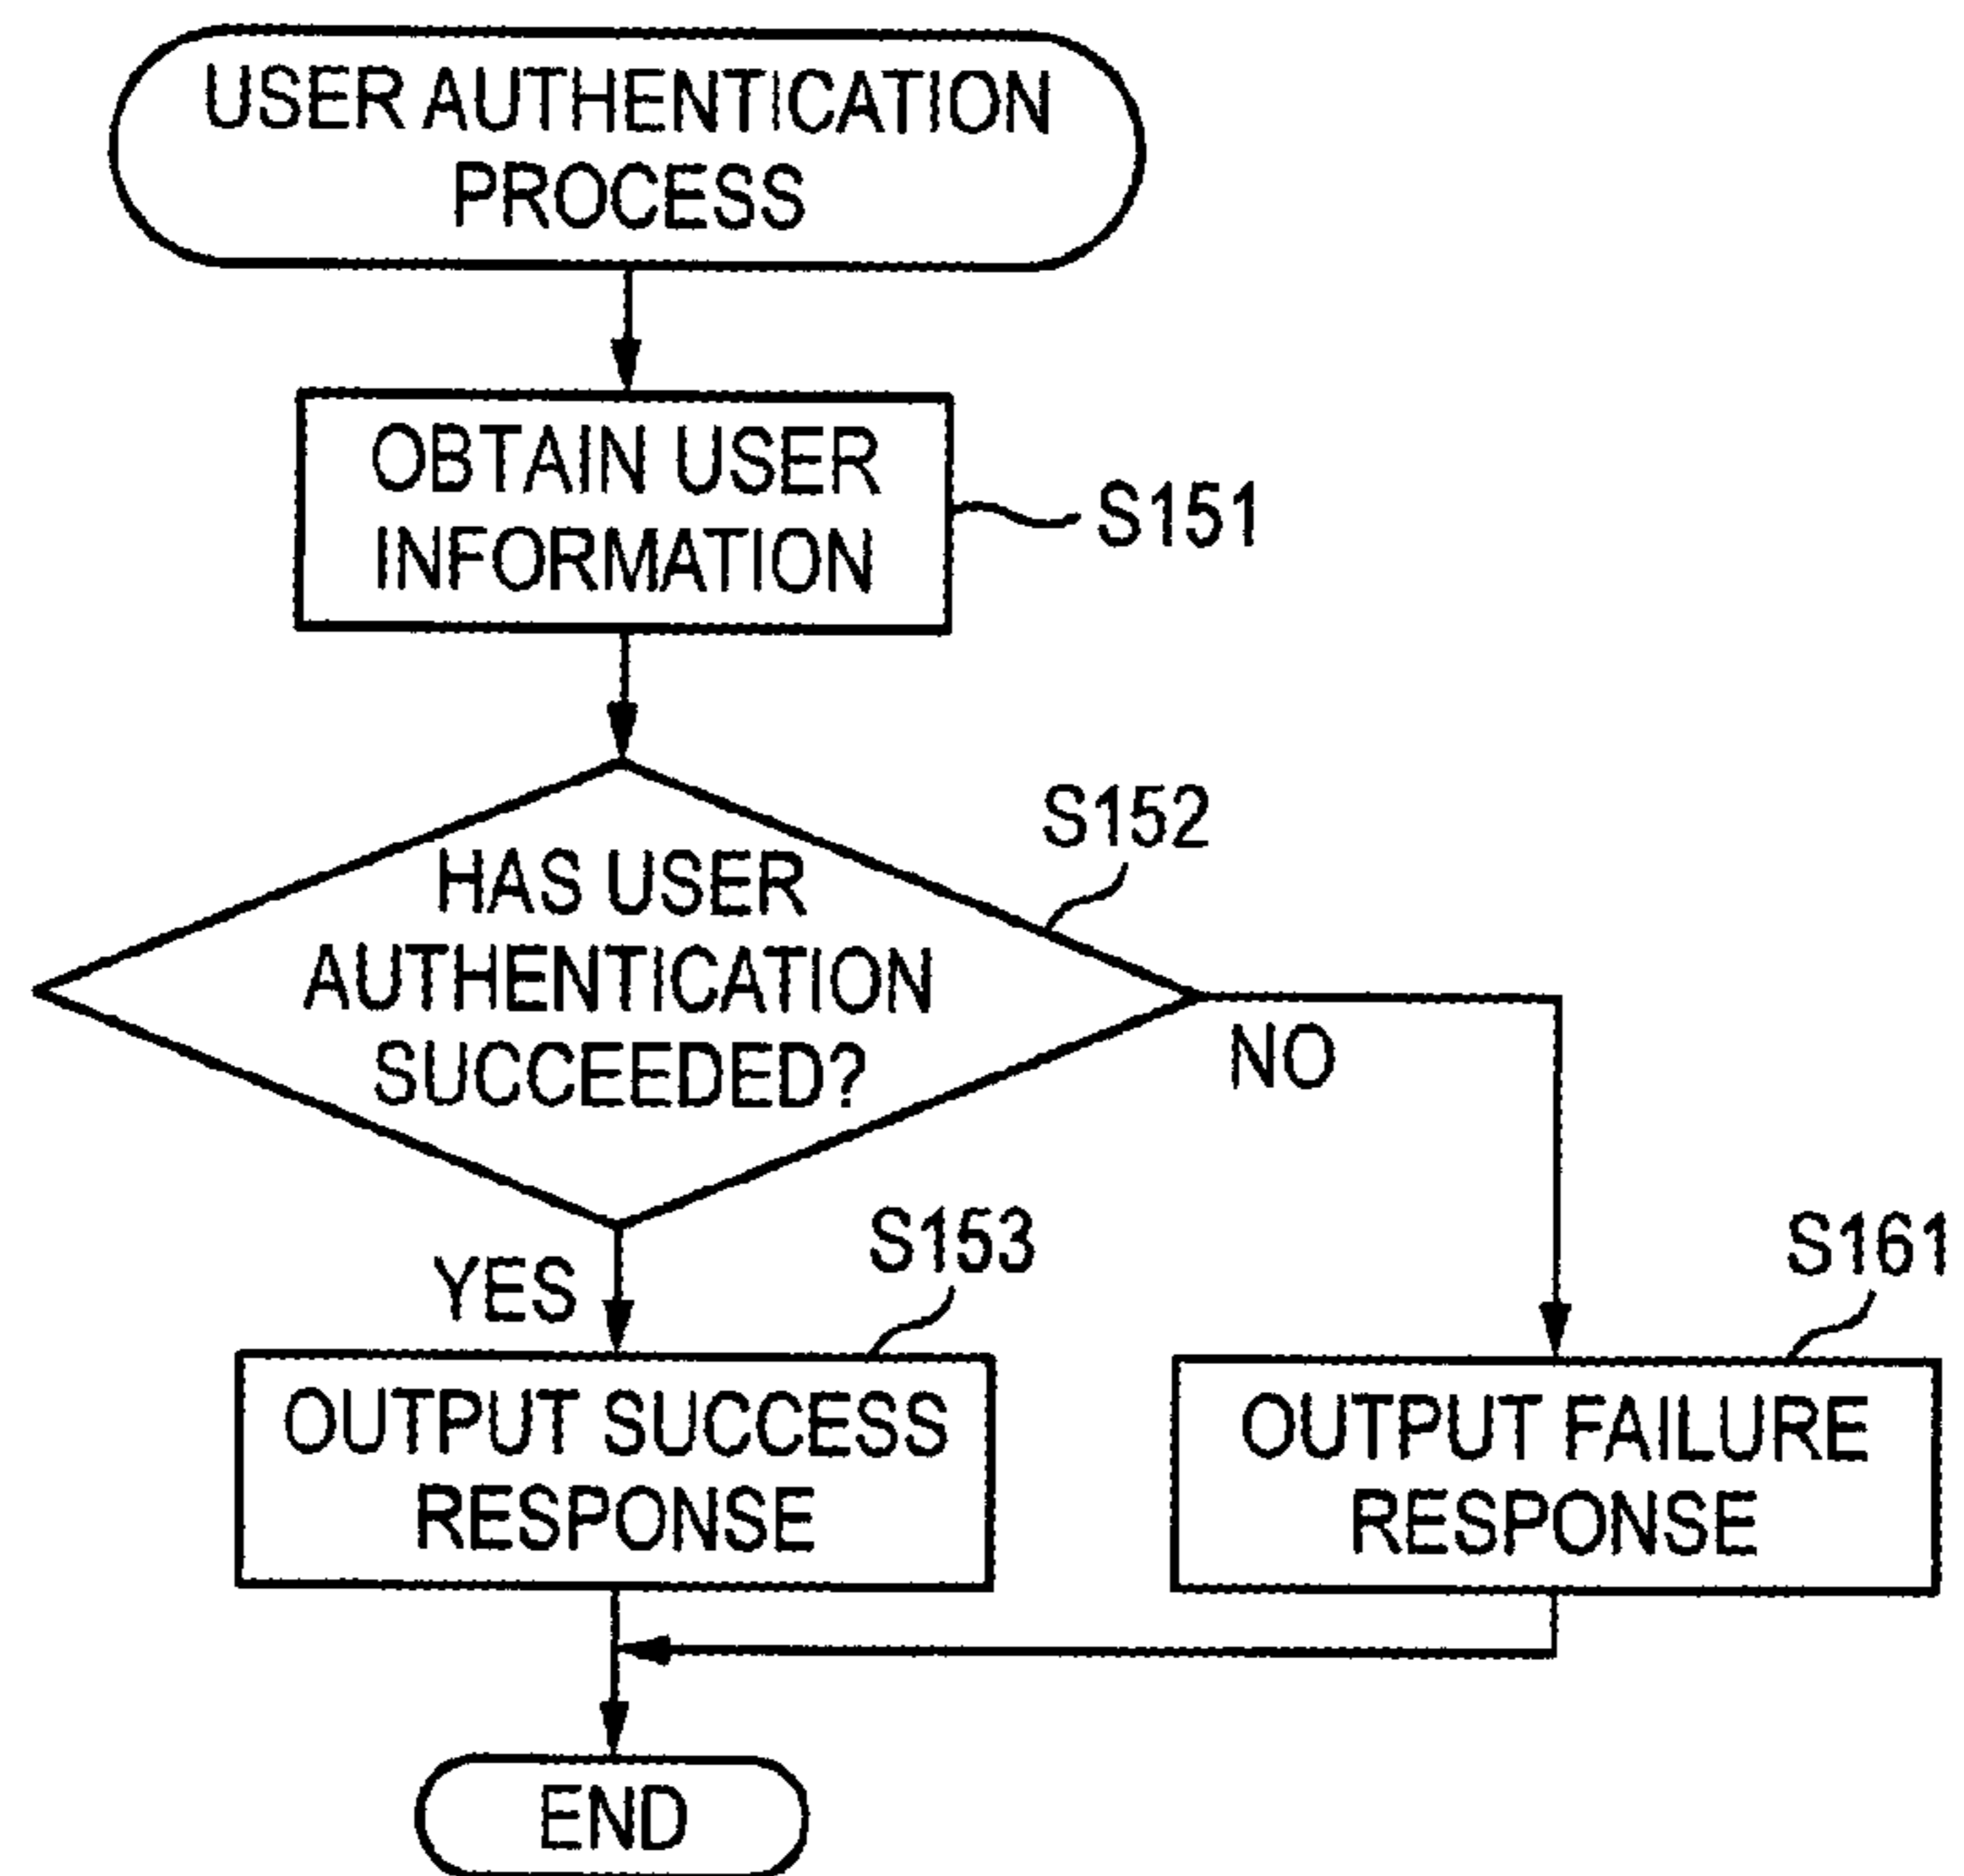 USER AUTHENTICATION
PROCESS
OBTAIN USER
INFORMATION
S151
S152
HAS USER
AUTHENTICATION
SUCCEEDED?
NO
YES
S153
S161
OUTPUT SUCCESS
RESPONSE
OUTPUT FAILURE
RESPONSE
END